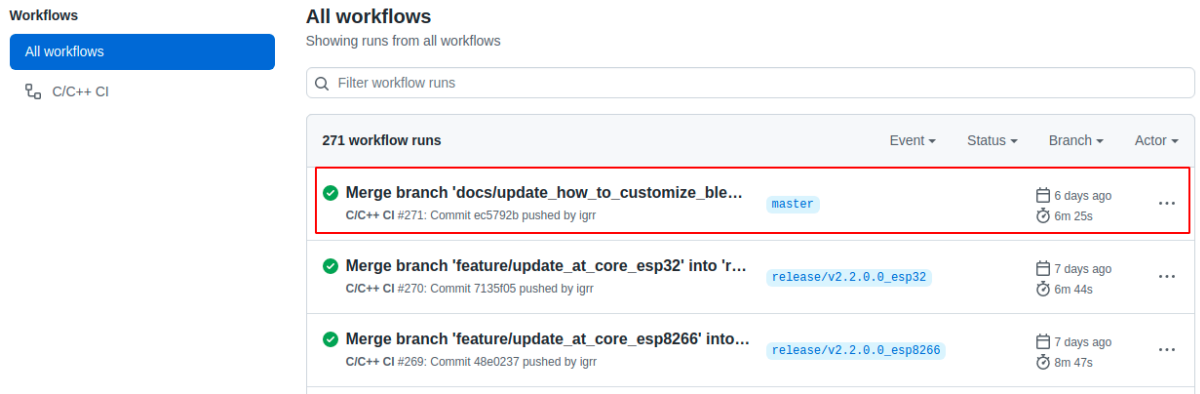 Workflows
All workflows
C/C++ CI
All workflows
Showing runs from all workflows
Filter workflow runs
271 workflow runs Event Status Branch Actor
Merge branch 'docs/update_how_to_customize_ble…
C/C++ CI #271: Commit ec5792b pushed by igrr
master
6 days ago
6m 25s
Merge branch 'feature/update_at_core_esp32' into 'r…
C/C++ CI #270: Commit 7135f05 pushed by igrr
release/v2.2.0.0_esp32
7 days ago
6m 44s
Merge branch 'feature/update_at_core_esp8266' into…
C/C++ CI #269: Commit 48e0237 pushed by igrr
release/v2.2.0.0_esp8266
7 days ago
8m 47s